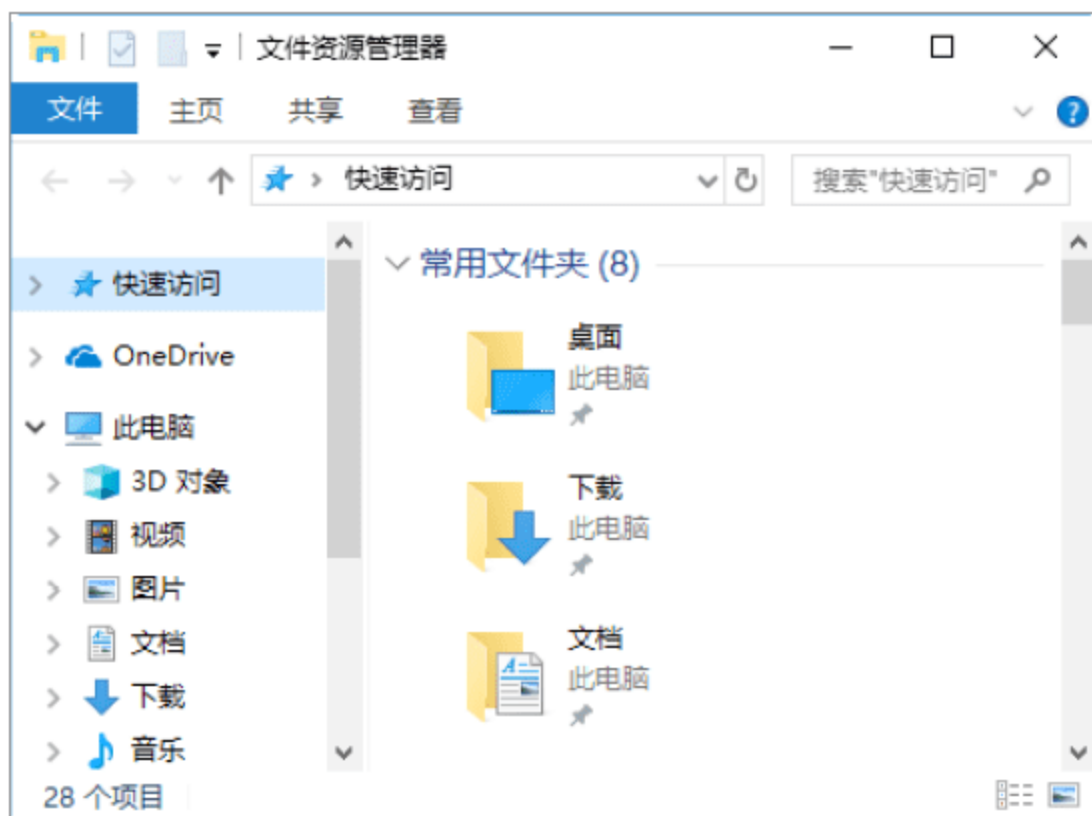 文件资源管理器
文件 主页 共享 查看
快速访问 搜索"快速访问"
快速访问
OneDrive
此电脑
3D 对象
视频
图片
文档
下载
音乐
常用文件夹 (8)
桌面
此电脑
下载
此电脑
文档
此电脑
28 个项目